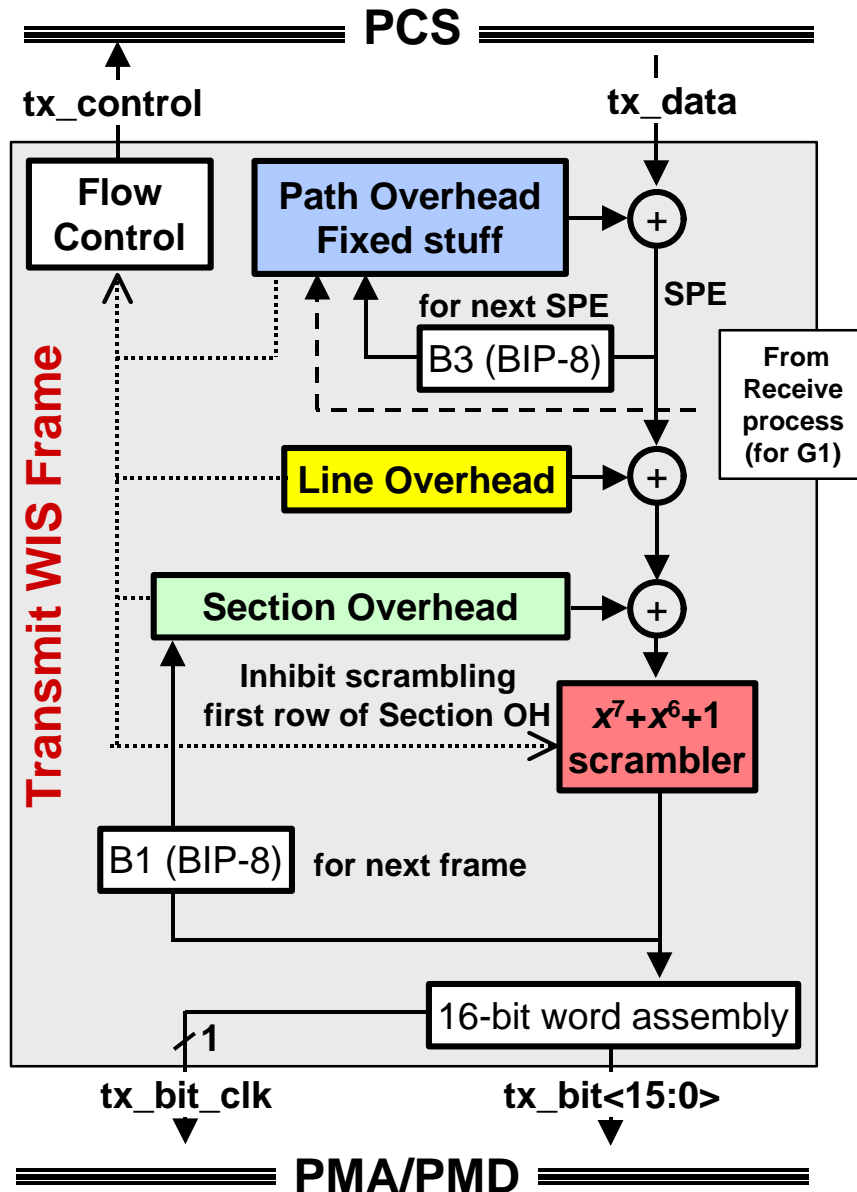 PCS
tx_control
tx_data
Flow
Control
Path Overhead
Fixed stuff
+
for next SPE
SPE
B3 (BIP-8)
From
Receive
process
(for G1)
Transmit WIS Frame
Line Overhead
+
Section Overhead
+
Inhibit scrambling
first row of Section OH
x⁷+x⁶+1
scrambler
B1 (BIP-8)
for next frame
16-bit word assembly
1
tx_bit_clk
tx_bit<15:0>
PMA/PMD